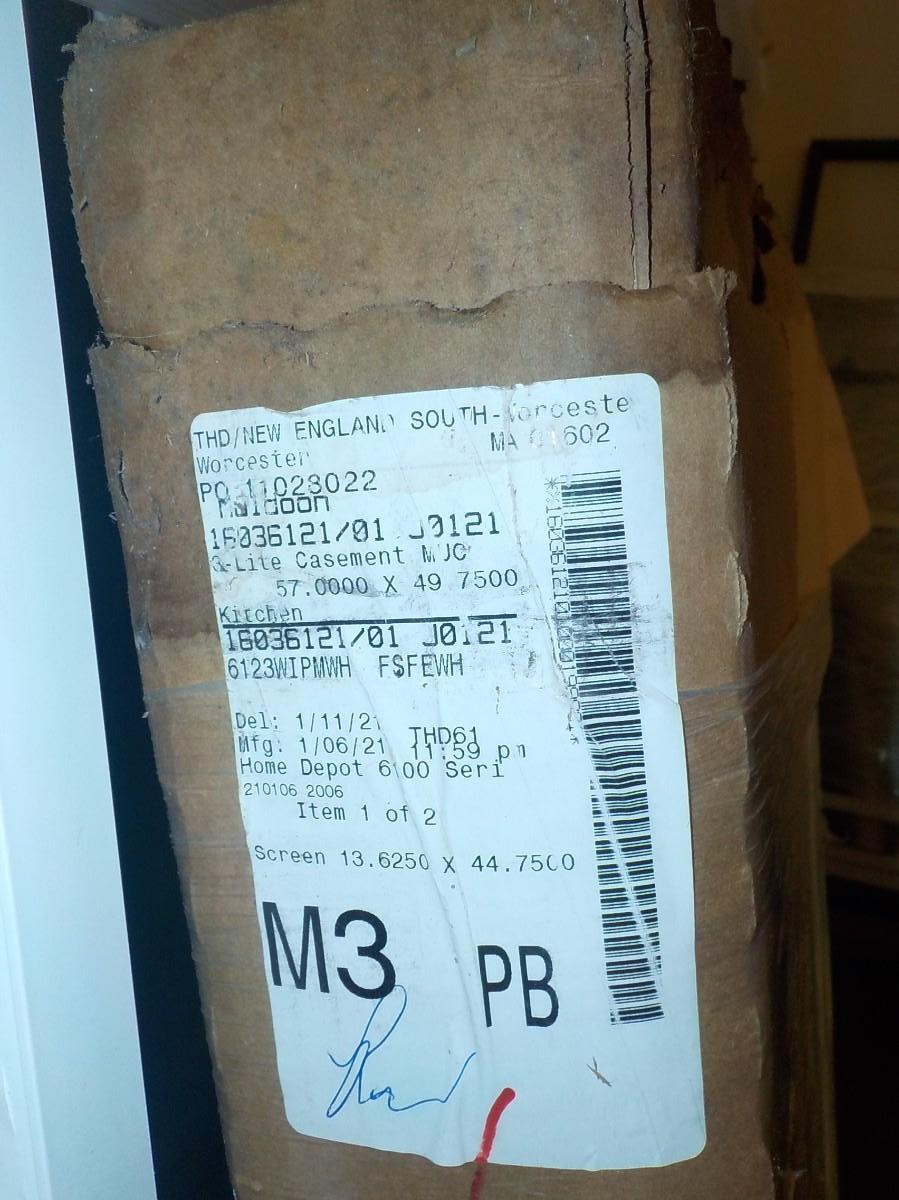 THD/NEW ENGLAND SOUTH-Worceste
Worcester MA 01602
PO 11023022
Muldoon
16036121/01 J0121
3-Lite Casement MJC
57.0000 X 49 7500
Kitchen
16036121/01 J0121
6123WIPMWH FSFEWH
Del: 1/11/21 THD61
Mfg: 1/06/21 11:59 pm
Home Depot 6100 Seri
210106 2006
Item 1 of 2
Screen 13.6250 X 44.7500
M3 PB